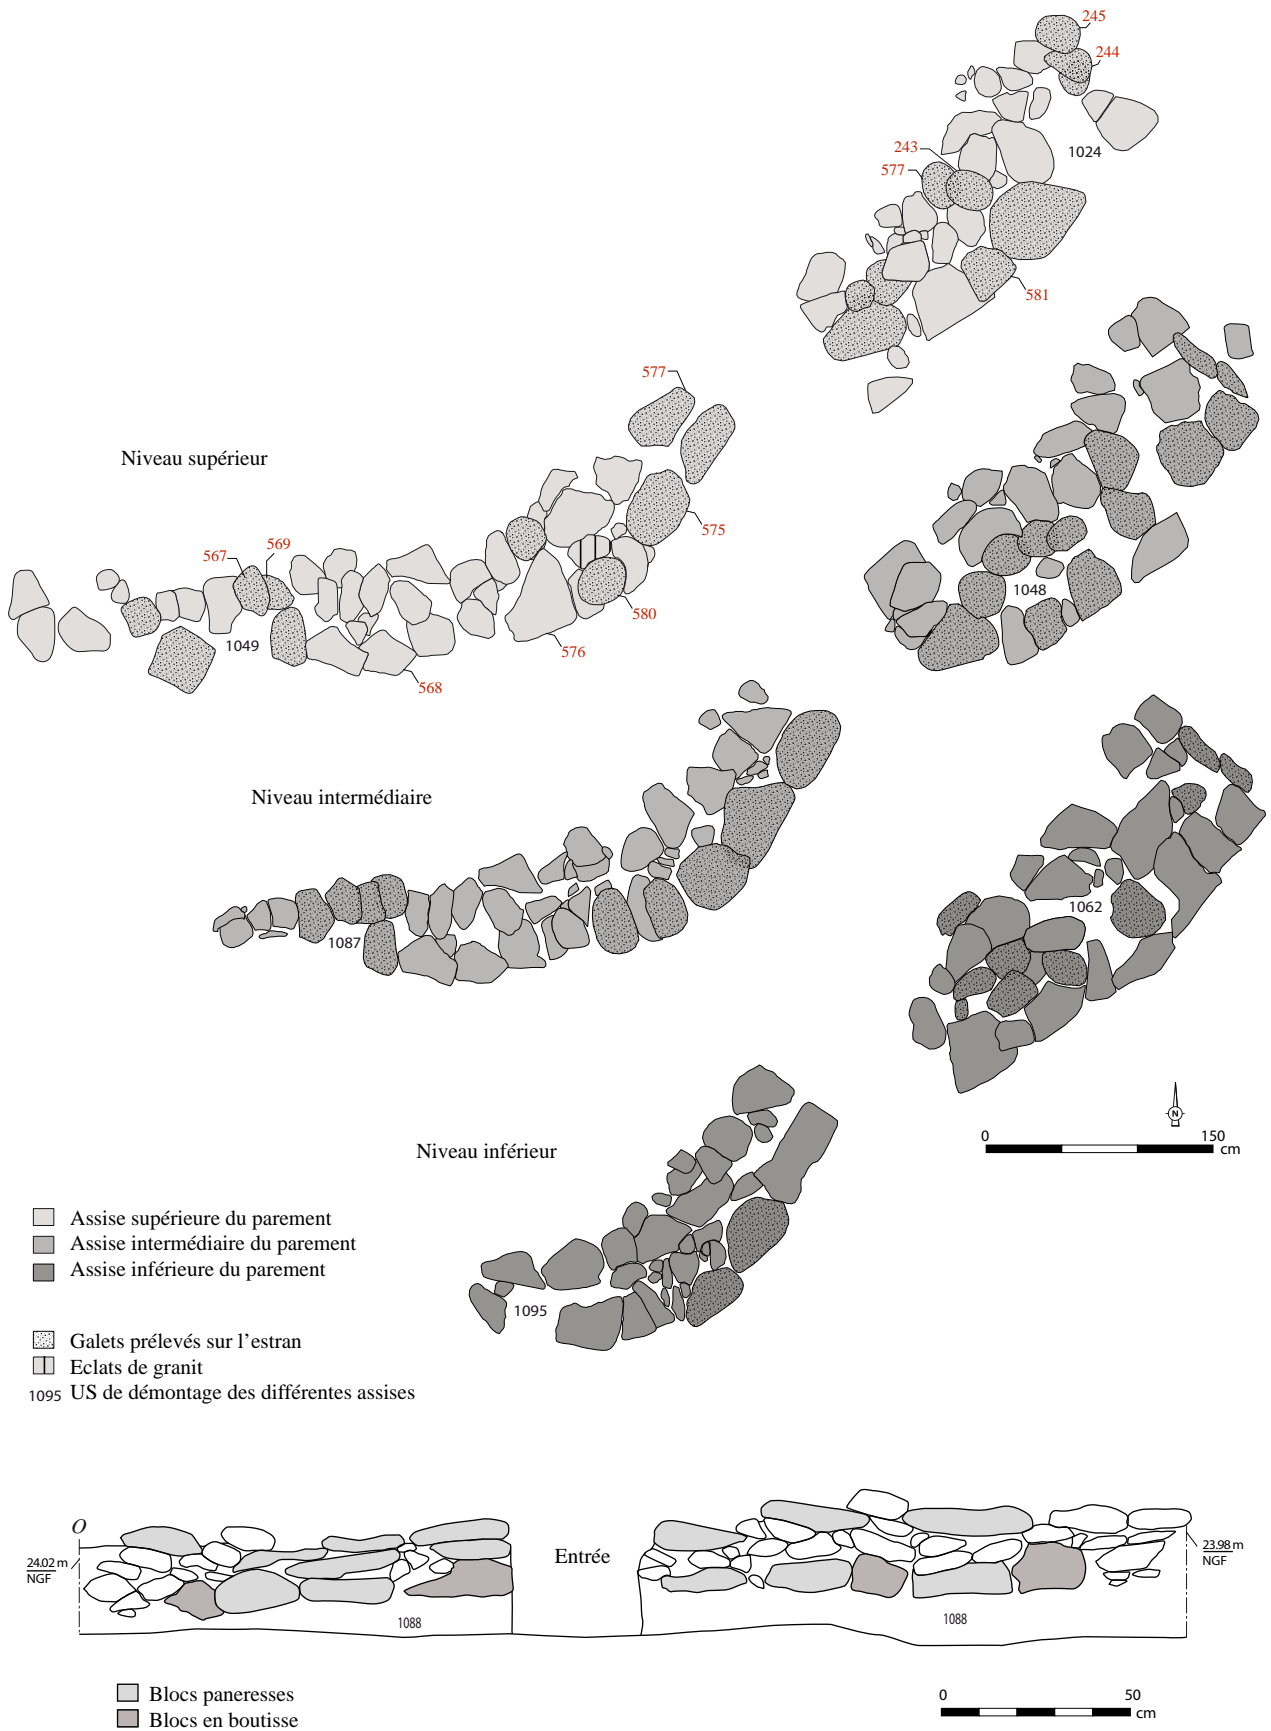 245
244
243
577
1024
581
577
Niveau supérieur
575
567
569
1048
580
1049
576
568
Niveau intermédiaire
1062
1087
N
0 150
cm
Niveau inférieur
Assise supérieure du parement
Assise intermédiaire du parement
Assise inférieure du parement
1095
Galets prélevés sur l'estran
Eclats de granit
1095 US de démontage des différentes assises
O
24.02 m
NGF
Entrée
23.98 m
NGF
1088
1088
Blocs paneresses
Blocs en boutisse
0 50
cm